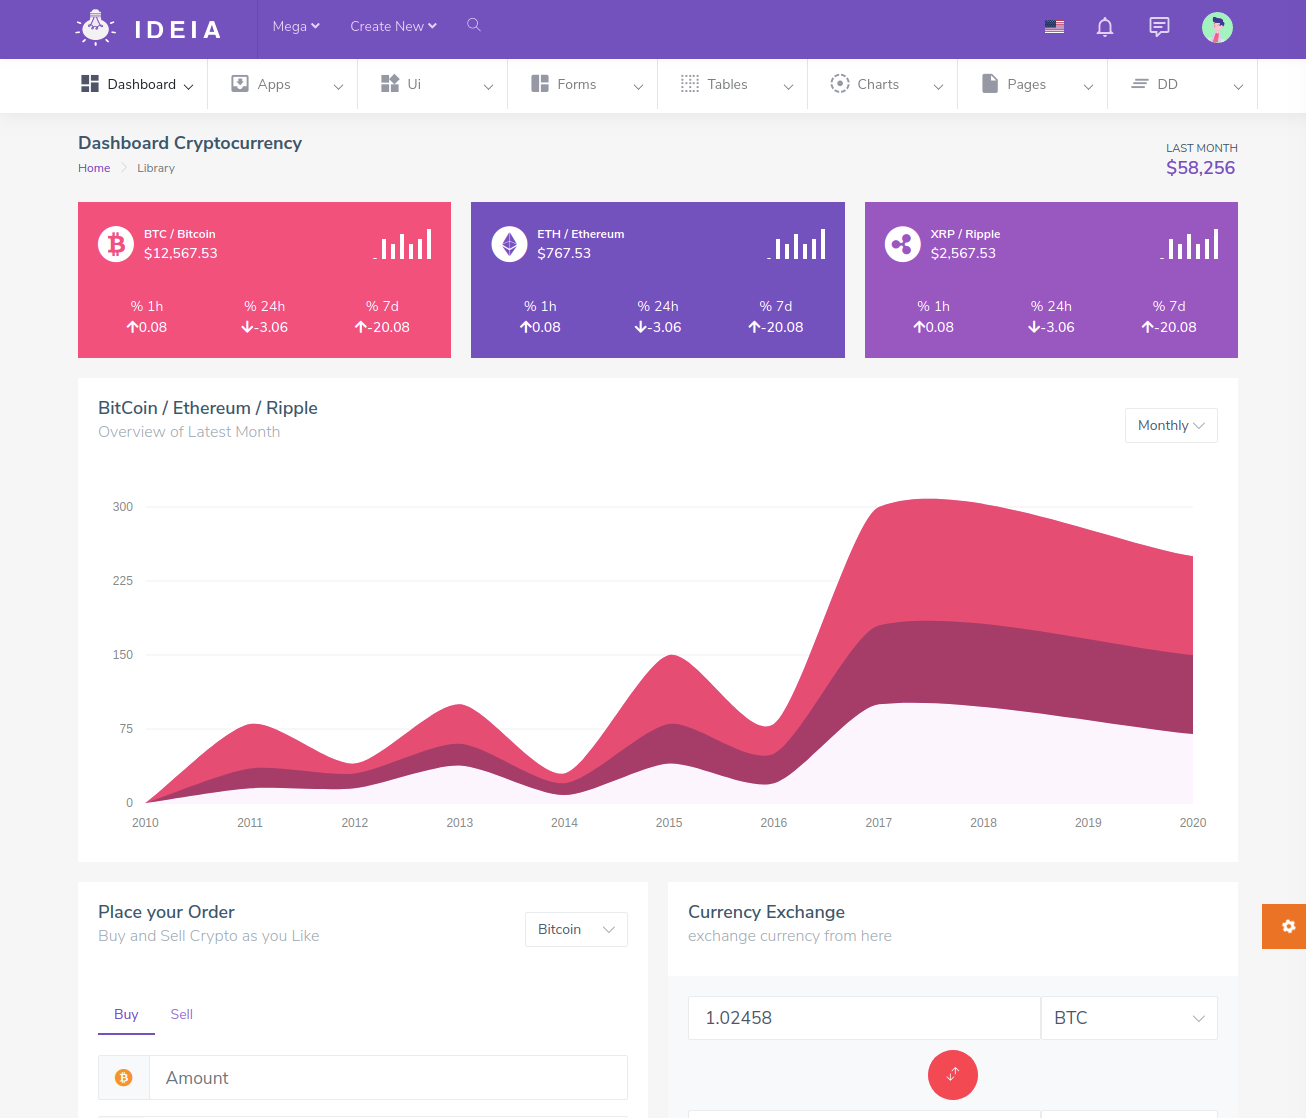 IDEIA
Mega
Create New
Dashboard
Apps
Ui
Forms
Tables
Charts
Pages
DD
Dashboard Cryptocurrency
Home
Library
LAST MONTH
$58,256
BTC / Bitcoin
$12,567.53
% 1h
% 24h
% 7d
0.08
-3.06
-20.08
ETH / Ethereum
$767.53
% 1h
% 24h
% 7d
0.08
-3.06
-20.08
XRP / Ripple
$2,567.53
% 1h
% 24h
% 7d
0.08
-3.06
-20.08
BitCoin / Ethereum / Ripple
Overview of Latest Month
Monthly
300
225
150
75
0
2010
2011
2012
2013
2014
2015
2016
2017
2018
2019
2020
Place your Order
Buy and Sell Crypto as you Like
Bitcoin
Buy
Sell
Amount
Currency Exchange
exchange currency from here
1.02458
BTC